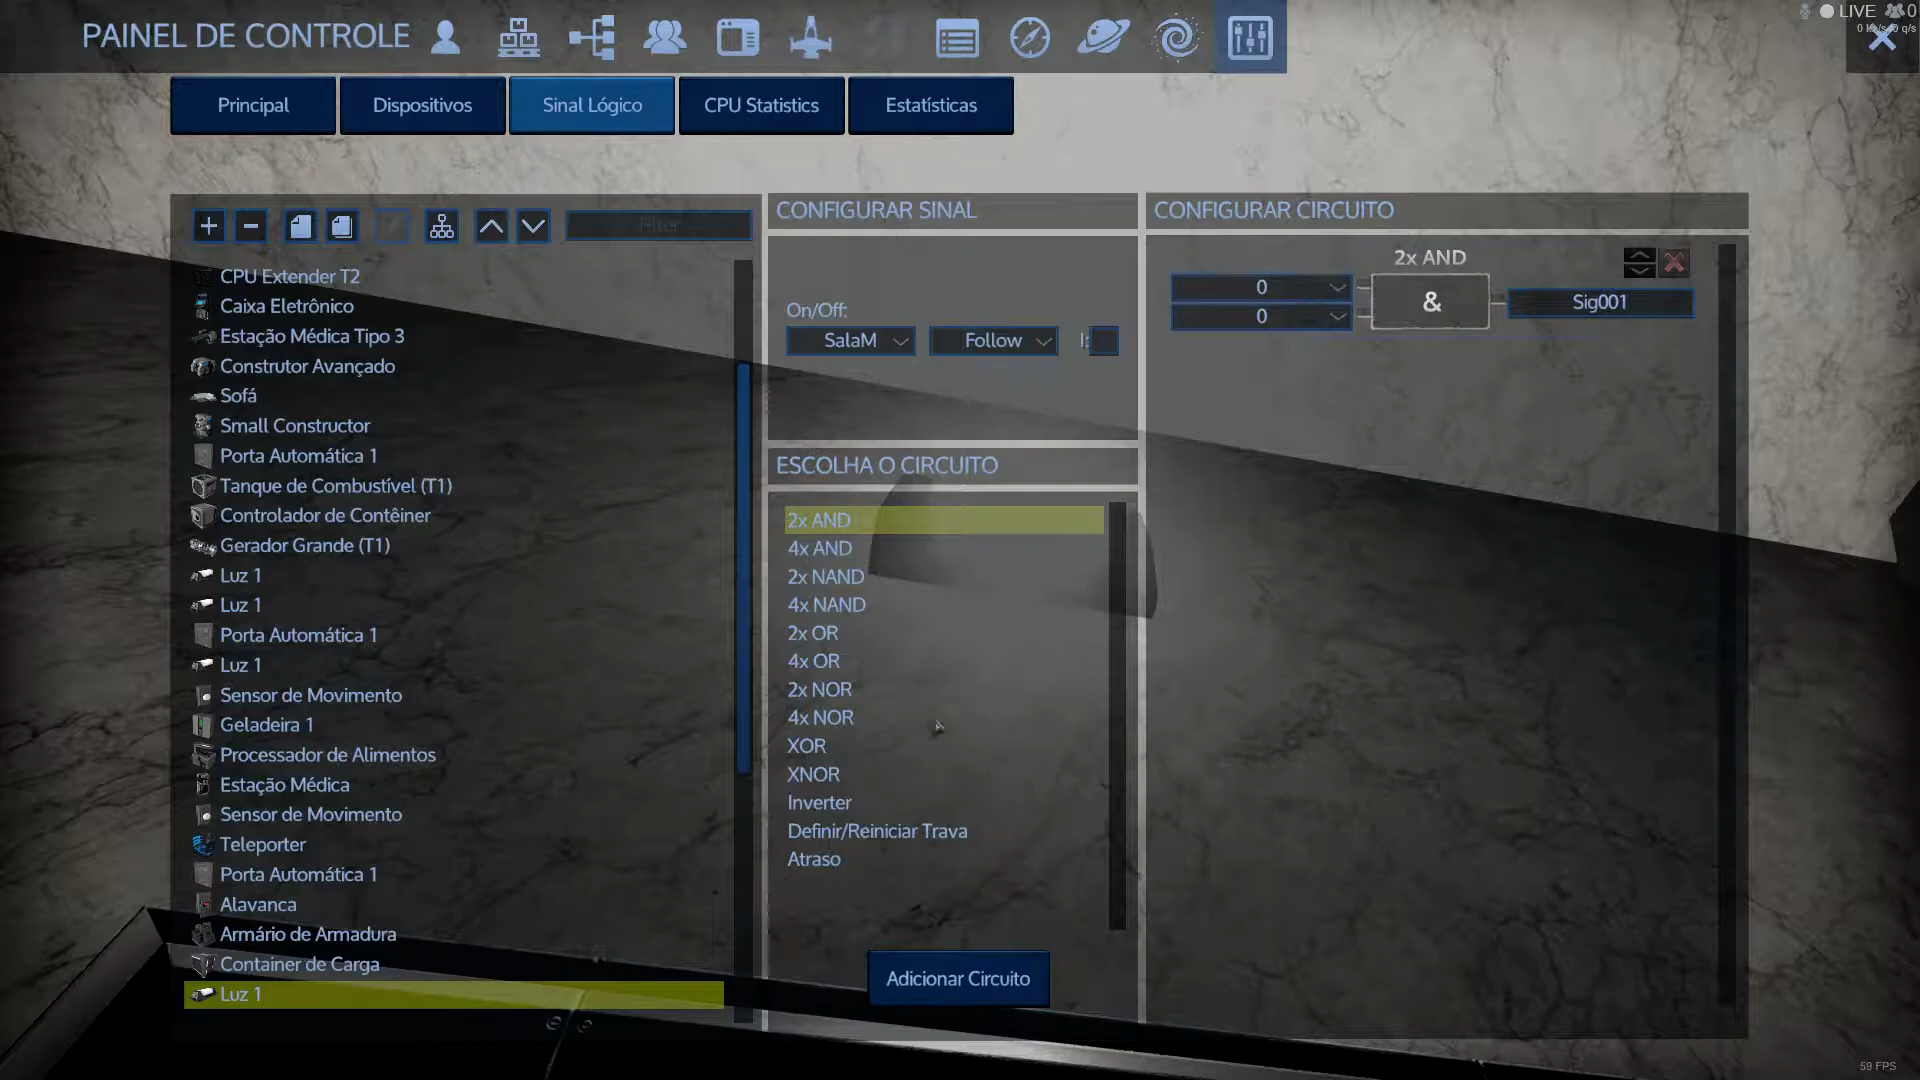 PAINEL DE CONTROLE
LIVE 0
Principal
Dispositivos
Sinal Lógico
CPU Statistics
Estatísticas
Filter
CPU Extender T2
Caixa Eletrônico
Estação Médica Tipo 3
Construtor Avançado
Sofá
Small Constructor
Porta Automática 1
Tanque de Combustível (T1)
Controlador de Contêiner
Gerador Grande (T1)
Luz 1
Luz 1
Porta Automática 1
Luz 1
Sensor de Movimento
Geladeira 1
Processador de Alimentos
Estação Médica
Sensor de Movimento
Teleporter
Porta Automática 1
Alavanca
Armário de Armadura
Container de Carga
Luz 1
CONFIGURAR SINAL
On/Off:
SalaM
Follow
ESCOLHA O CIRCUITO
2x AND
4x AND
2x NAND
4x NAND
2x OR
4x OR
2x NOR
4x NOR
XOR
XNOR
Inverter
Definir/Reiniciar Trava
Atraso
Adicionar Circuito
CONFIGURAR CIRCUITO
2x AND
0
0
&
Sig001
59 FPS